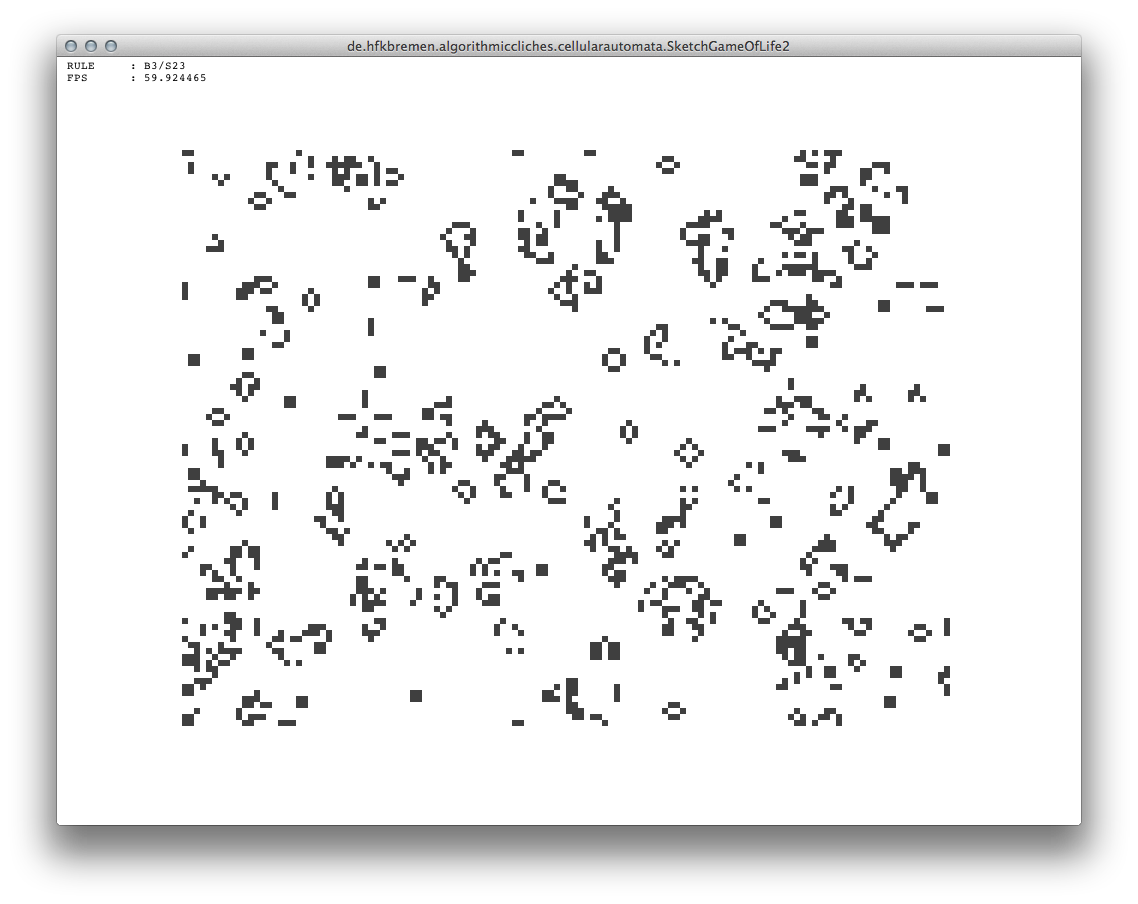 de.hfkbremen.algorithmiccliches.cellularautomata.SketchGameOfLife2
RULE : B3/S23
FPS : 59.924465